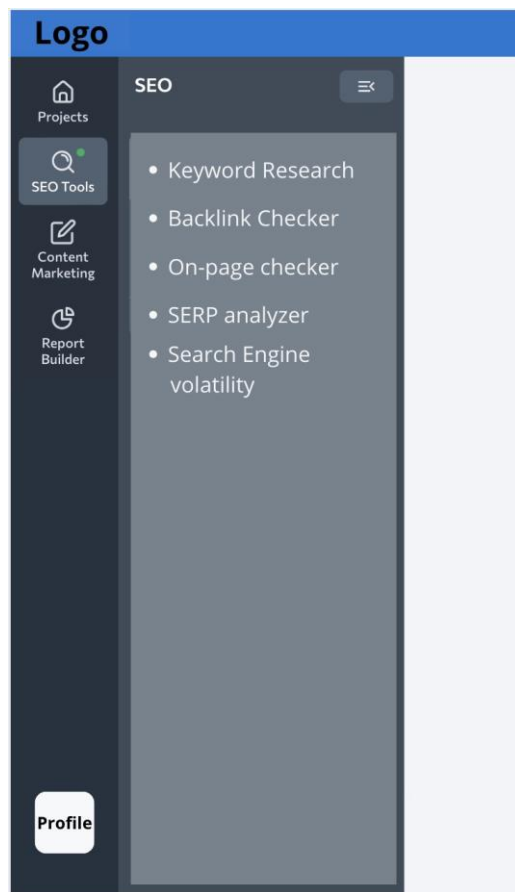 Logo
Projects
SEO Tools
Content
Marketing
Report
Builder
Profile
SEO
• Keyword Research
• Backlink Checker
• On-page checker
• SERP analyzer
• Search Engine
volatility